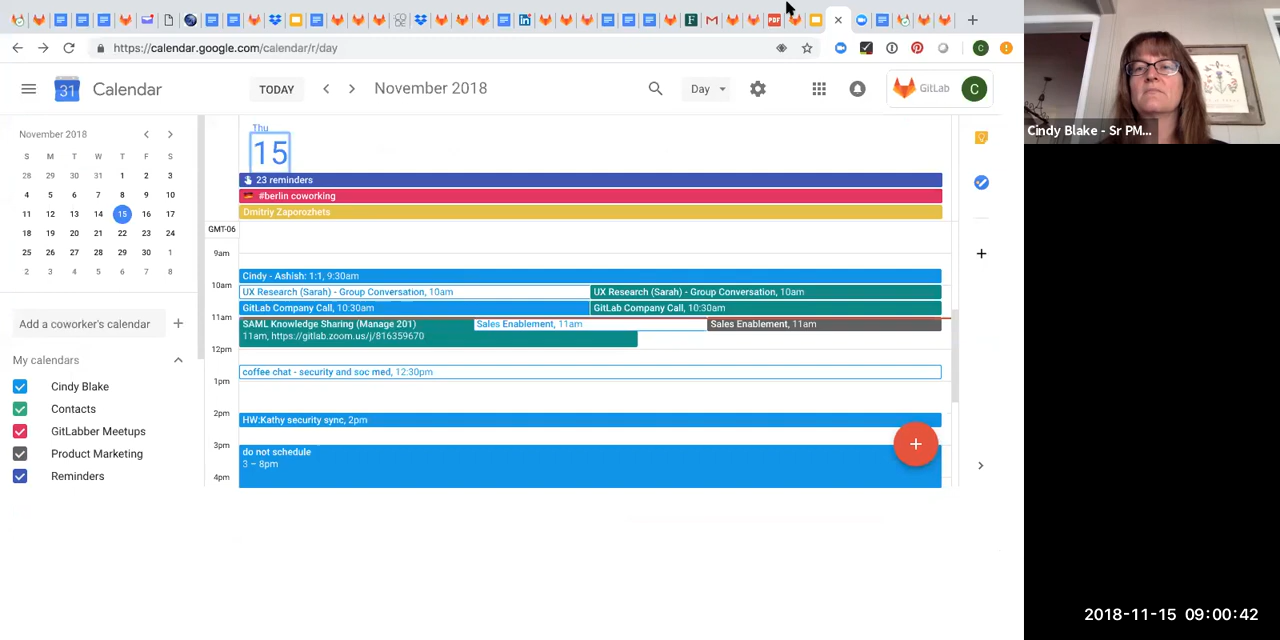 https://calendar.google.com/calendar/r/day
31 Calendar TODAY November 2018 Day GitLab C
November 2018
S M T W T F S
28 29 30 31 1 2 3
4 5 6 7 8 9 10
11 12 13 14 15 16 17
18 19 20 21 22 23 24
25 26 27 28 29 30 1
2 3 4 5 6 7 8
Add a coworker's calendar
My calendars
Cindy Blake
Contacts
GitLabber Meetups
Product Marketing
Reminders
Thu
15
23 reminders
#berlin coworking
Dmitriy Zaporozhets
GMT-06
9am
Cindy - Ashish: 1:1, 9:30am
10am
UX Research (Sarah) - Group Conversation, 10am
UX Research (Sarah) - Group Conversation, 10am
GitLab Company Call, 10:30am
GitLab Company Call, 10:30am
11am
SAML Knowledge Sharing (Manage 201)
11am, https://gitlab.zoom.us/j/816359670
Sales Enablement, 11am
Sales Enablement, 11am
12pm
coffee chat - security and soc med, 12:30pm
1pm
2pm
HW:Kathy security sync, 2pm
3pm
do not schedule
3 – 8pm
4pm
Cindy Blake - Sr PM...
2018-11-15 09:00:42